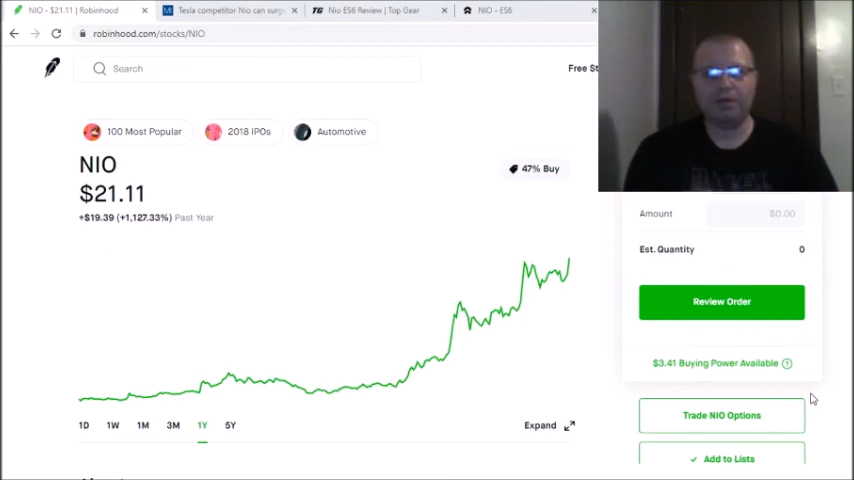 NIO - $21.11 | Robinhood
Tesla competitor Nio can surge
TG Nio ES6 Review | Top Gear
NIO - ES6
robinhood.com/stocks/NIO
Search
Free St
100 Most Popular
2018 IPOs
Automotive
NIO
$21.11
+$19.39 (+1,127.33%) Past Year
47% Buy
Amount
$0.00
Est. Quantity
0
Review Order
$3.41 Buying Power Available
Trade NIO Options
Add to Lists
1D 1W 1M 3M 1Y 5Y
Expand